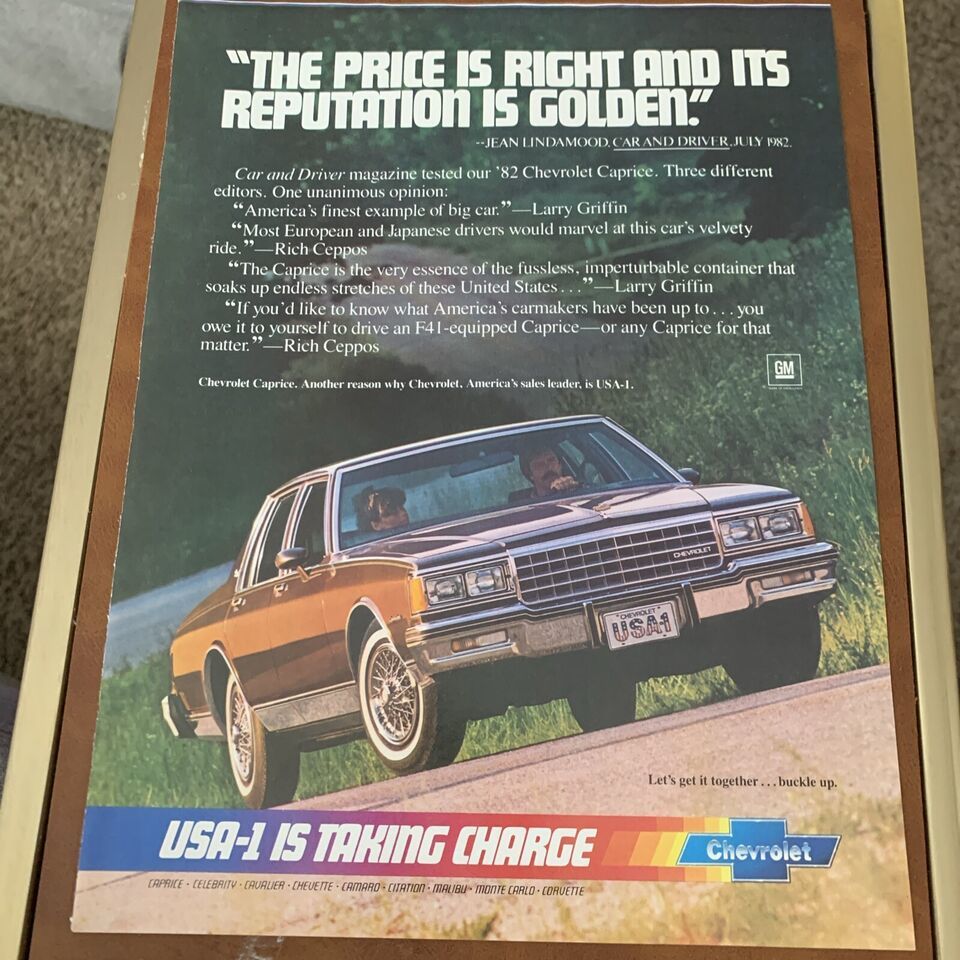 “THE PRICE IS RIGHT AND ITS
REPUTATION IS GOLDEN.”
--JEAN LINDAMOOD, CAR AND DRIVER, JULY 1982.
Car and Driver magazine tested our '82 Chevrolet Caprice. Three different
editors. One unanimous opinion:
“America's finest example of big car.”—Larry Griffin
“Most European and Japanese drivers would marvel at this car's velvety
ride.”—Rich Ceppos
“The Caprice is the very essence of the fussless, imperturbable container that
soaks up endless stretches of these United States...”—Larry Griffin
“If you'd like to know what America's carmakers have been up to...you
owe it to yourself to drive an F41-equipped Caprice—or any Caprice for that
matter.”—Rich Ceppos
GM
Chevrolet Caprice. Another reason why Chevrolet, America's sales leader, is USA-1.
CHEVROLET
CHEVROLET
USA-1
Let's get it together...buckle up.
USA-1 IS TAKING CHARGE
Chevrolet
CAPRICE • CELEBRITY • CAVALIER • CHEVETTE • CAMARO • CITATION • MALIBU • MONTE CARLO • CORVETTE